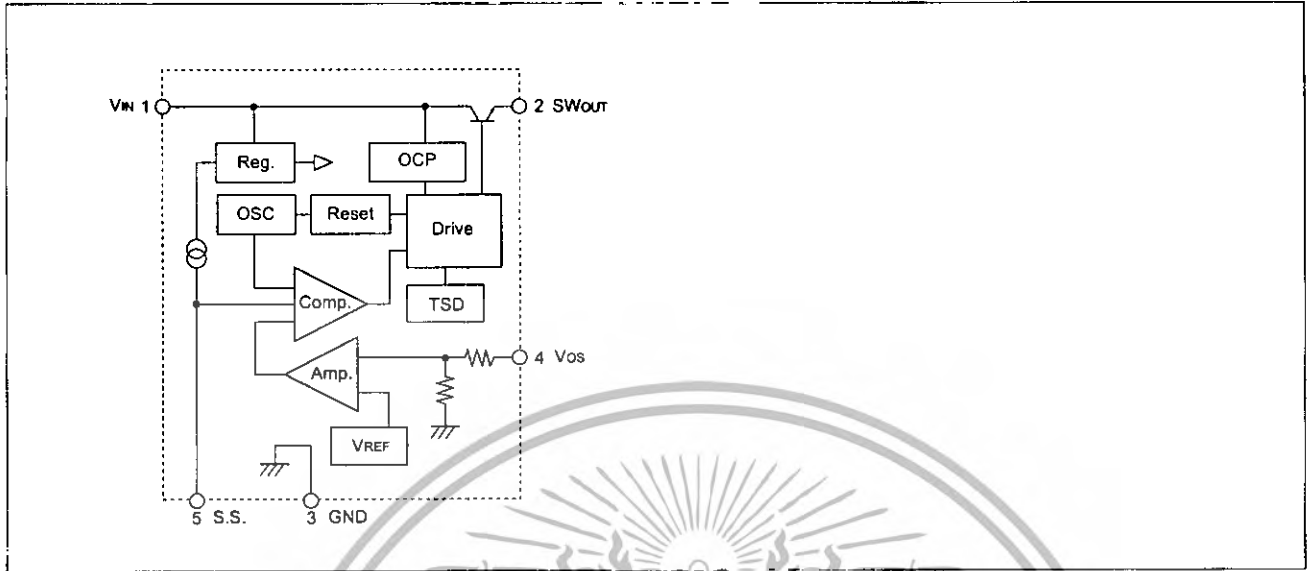 VIN 1
2 SWOUT
Reg.
OCP
OSC
Reset
Drive
Comp.
TSD
Amp.
4 VOS
VREF
5 S.S.
3 GND